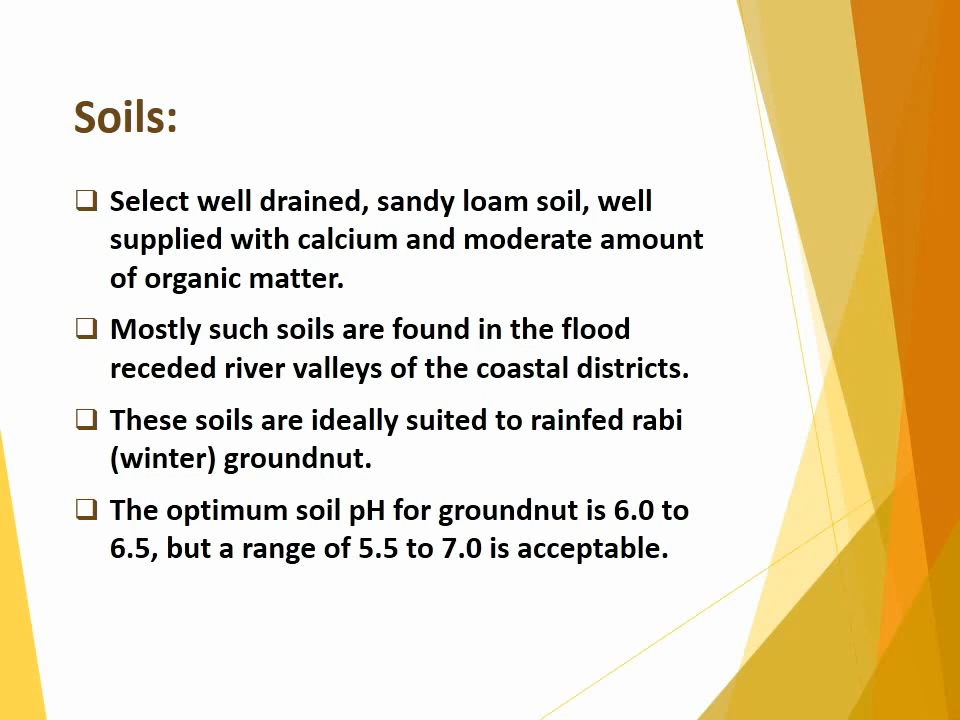 Soils:
Select well drained, sandy loam soil, well
supplied with calcium and moderate amount
of organic matter.
Mostly such soils are found in the flood
receded river valleys of the coastal districts.
These soils are ideally suited to rainfed rabi
(winter) groundnut.
The optimum soil pH for groundnut is 6.0 to
6.5, but a range of 5.5 to 7.0 is acceptable.